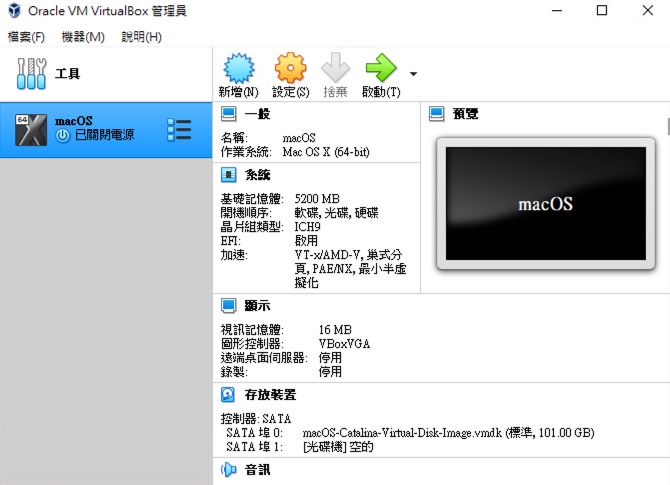 Oracle VM VirtualBox 管理員
檔案(F) 機器(M) 說明(H)
工具
新增(N) 設定(S) 捨棄 啟動(T)
64
macOS
已關閉電源
一般
名稱: macOS
作業系統: Mac OS X (64-bit)
系統
基礎記憶體: 5200 MB
開機順序: 軟碟, 光碟, 硬碟
晶片組類型: ICH9
EFI: 啟用
加速: VT-x/AMD-V, 巢式分
頁, PAE/NX, 最小半虛
擬化
預覽
macOS
顯示
視訊記憶體: 16 MB
圖形控制器: VBoxVGA
遠端桌面伺服器: 停用
錄製: 停用
存放裝置
控制器: SATA
SATA 埠 0: macOS-Catalina-Virtual-Disk-Image.vmdk (標準, 101.00 GB)
SATA 埠 1: [光碟機] 空的
音訊